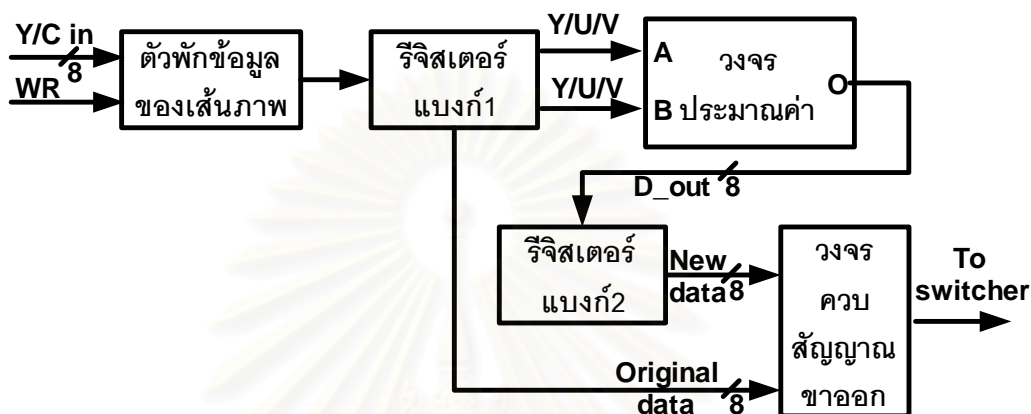 Y/C in
8
WR
ตัวพักข้อมูล
ของเส้นภาพ
รีจิสเตอร์
แบงก์1
Y/U/V
Y/U/V
A
B
วงจร
ประมาณค่า
O
D_out
8
รีจิสเตอร์
แบงก์2
New
data
8
Original
data
8
วงจร
ควบ
สัญญาณ
ขาออก
To
switcher